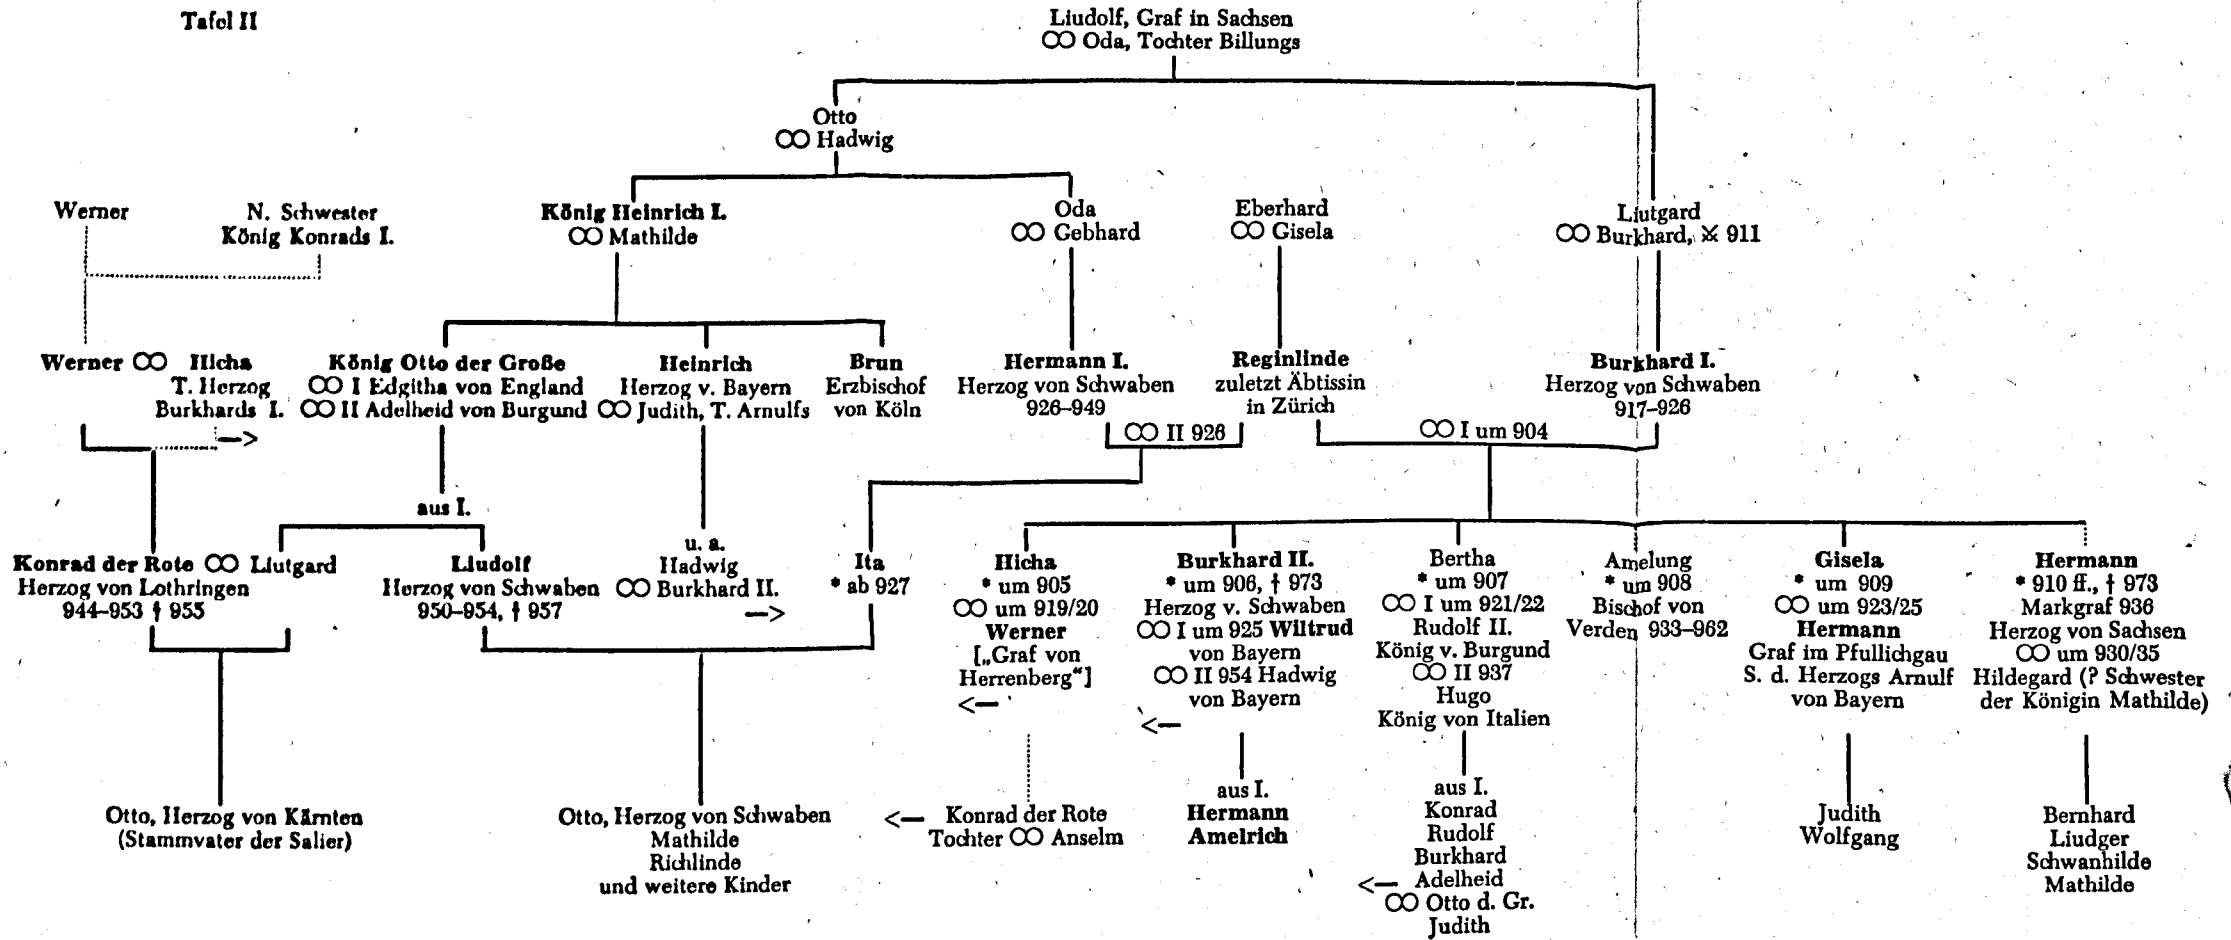 Tafel II
Liudolf, Graf in Sachsen
∞ Oda, Tochter Billungs
Otto
∞ Hadwig
Werner
N. Schwester
König Konrads I.
König Heinrich I.
∞ Mathilde
Oda
∞ Gebhard
Eberhard
∞ Gisela
Liutgard
∞ Burkhard, ⚔ 911
Werner ∞ Hicha
T. Herzog
Burkhards I.
—>
König Otto der Große
∞ I Edgitha von England
∞ II Adelheid von Burgund
Heinrich
Herzog v. Bayern
∞ Judith, T. Arnulfs
Brun
Erzbischof
von Köln
Hermann I.
Herzog von Schwaben
926–949
Reginlinde
zuletzt Äbtissin
in Zürich
Burkhard I.
Herzog von Schwaben
917–926
∞ II 926
∞ I um 904
aus I.
Konrad der Rote ∞ Liutgard
Herzog von Lothringen
944–953 † 955
Liudolf
Herzog von Schwaben
950–954, † 957
u. a.
Hadwig
∞ Burkhard II.
—>
Ita
* ab 927
Hicha
* um 905
∞ um 919/20
Werner
[„Graf von
Herrenberg“]
<—
Burkhard II.
* um 906, † 973
Herzog v. Schwaben
∞ I um 925 Wiltrud
von Bayern
∞ II 954 Hadwig
von Bayern
<—
Bertha
* um 907
∞ I um 921/22
Rudolf II.
König v. Burgund
∞ II 937
Hugo
König von Italien
Amelung
* um 908
Bischof von
Verden 933–962
Gisela
* um 909
∞ um 923/25
Hermann
Graf im Pfullichgau
S. d. Herzogs Arnulf
von Bayern
Hermann
* 910 ff., † 973
Markgraf 936
Herzog von Sachsen
∞ um 930/35
Hildegard (? Schwester
der Königin Mathilde)
Otto, Herzog von Kärnten
(Stammvater der Salier)
Otto, Herzog von Schwaben
Mathilde
Richlinde
und weitere Kinder
<— Konrad der Rote
Tochter ∞ Anselm
aus I.
Hermann
Amelrich
aus I.
Konrad
Rudolf
Burkhard
<— Adelheid
∞ Otto d. Gr.
Judith
Judith
Wolfgang
Bernhard
Liudger
Schwanhilde
Mathilde